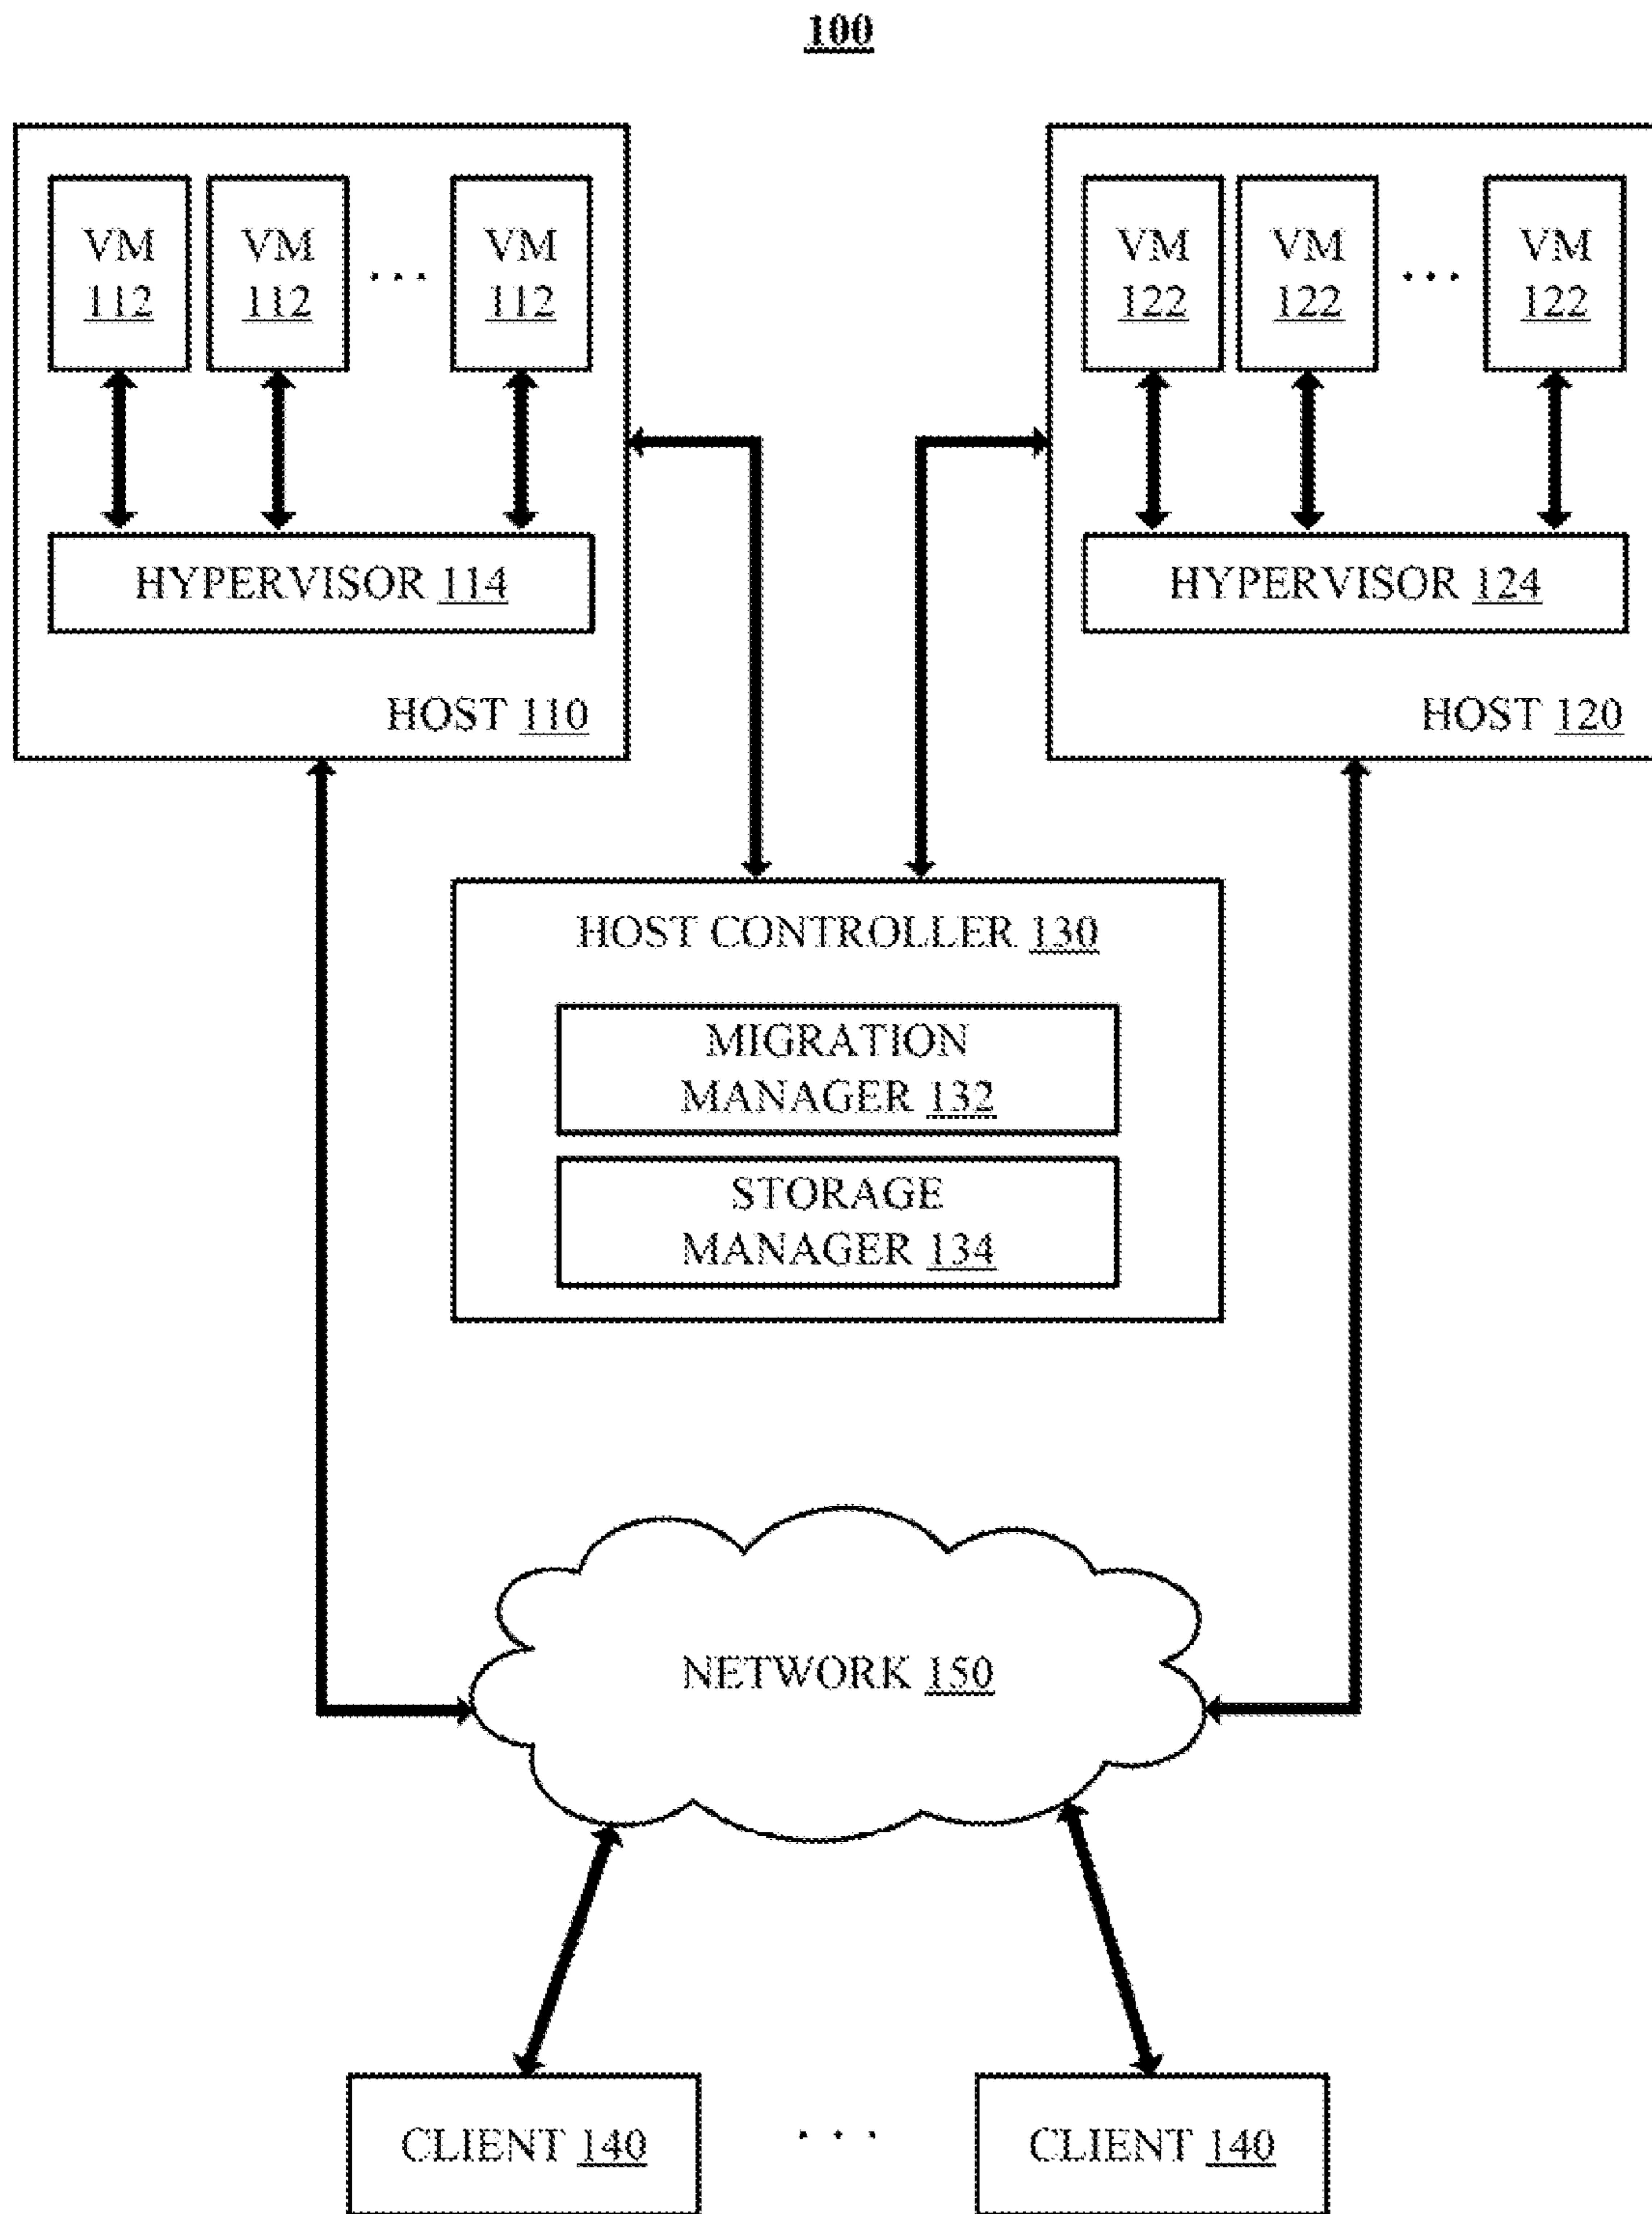 100
VM VM ... VM
112 112 112
VM VM ... VM
122 122 122
HYPERVISOR 114
HYPERVISOR 124
HOST 110
HOST 120
HOST CONTROLLER 130
MIGRATION
MANAGER 132
STORAGE
MANAGER 134
NETWORK 150
CLIENT 140 ... CLIENT 140